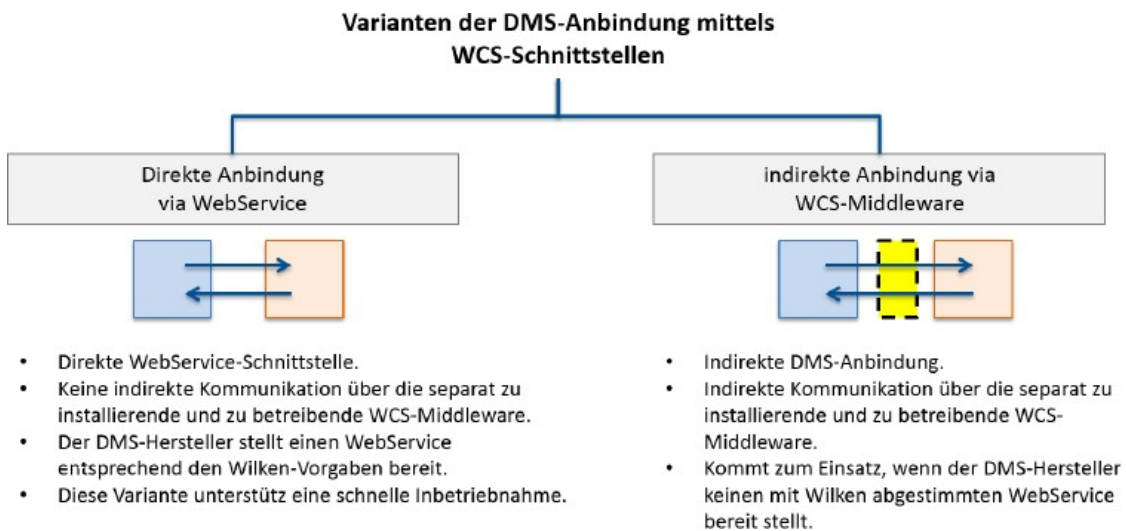 Varianten der DMS-Anbindung mittels
WCS-Schnittstellen
Direkte Anbindung
via WebService
• Direkte WebService-Schnittstelle.
• Keine indirekte Kommunikation über die separat zu
installierende und zu betreibende WCS-Middleware.
• Der DMS-Hersteller stellt einen WebService
entsprechend den Wilken-Vorgaben bereit.
• Diese Variante unterstütz eine schnelle Inbetriebnahme.
indirekte Anbindung via
WCS-Middleware
• Indirekte DMS-Anbindung.
• Indirekte Kommunikation über die separat zu
installierende und zu betreibende WCS-
Middleware.
• Kommt zum Einsatz, wenn der DMS-Hersteller
keinen mit Wilken abgestimmten WebService
bereit stellt.